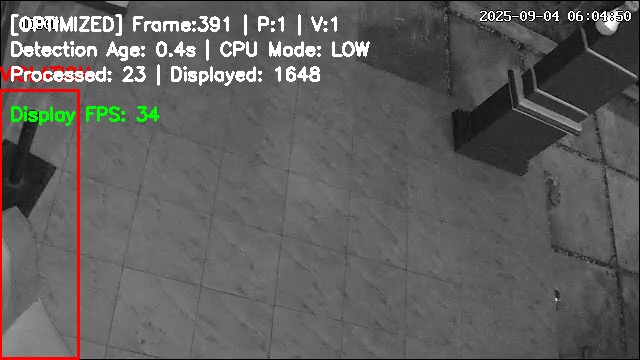 [OPTIMIZED] Frame:391 | P:1 | V:1
2025-09-04 06:04:50
Detection Age: 0.4s | CPU Mode: LOW
Processed: 23 | Displayed: 1648
Display FPS: 34